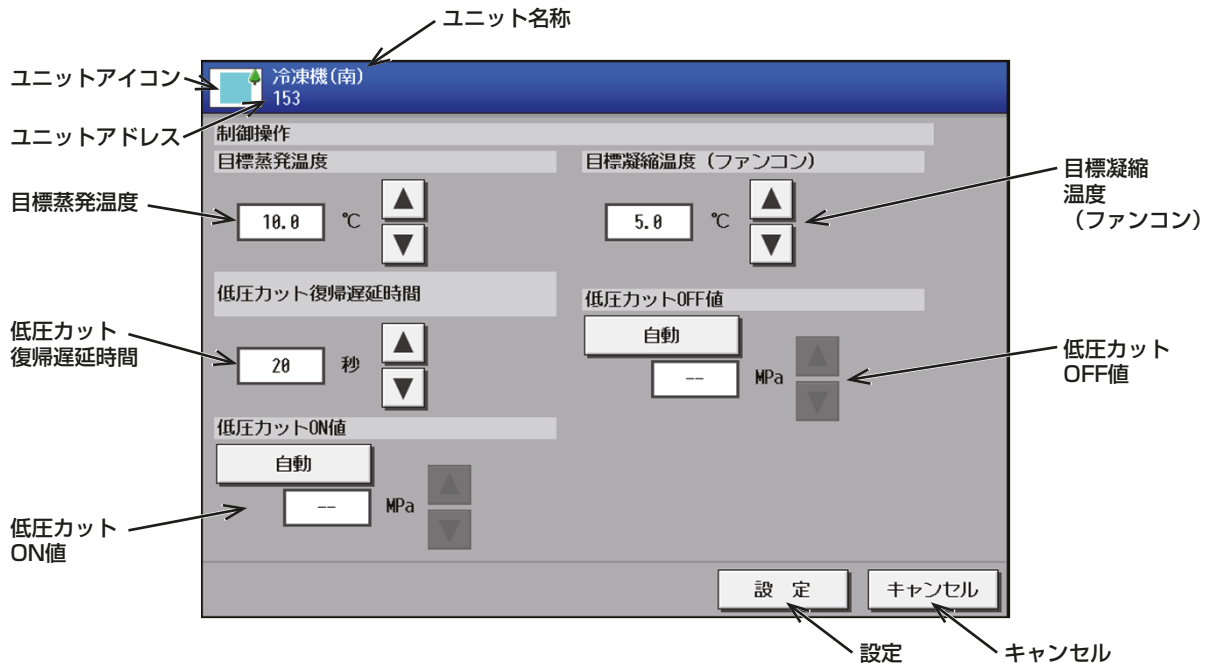 ユニット名称
ユニットアイコン
冷凍機(南)
153
ユニットアドレス
制御操作
目標蒸発温度
目標凝縮温度（ファンコン）
目標蒸発温度
10.0 ℃ ▲
▼
5.0 ℃ ▲
▼
目標凝縮
温度
（ファンコン）
低圧カット復帰遅延時間
低圧カットOFF値
低圧カット
復帰遅延時間
20 秒 ▲
▼
自動
-- MPa ▲
▼
低圧カット
OFF値
低圧カットON値
自動
-- MPa ▲
▼
低圧カット
ON値
設 定
キャンセル
設定
キャンセル